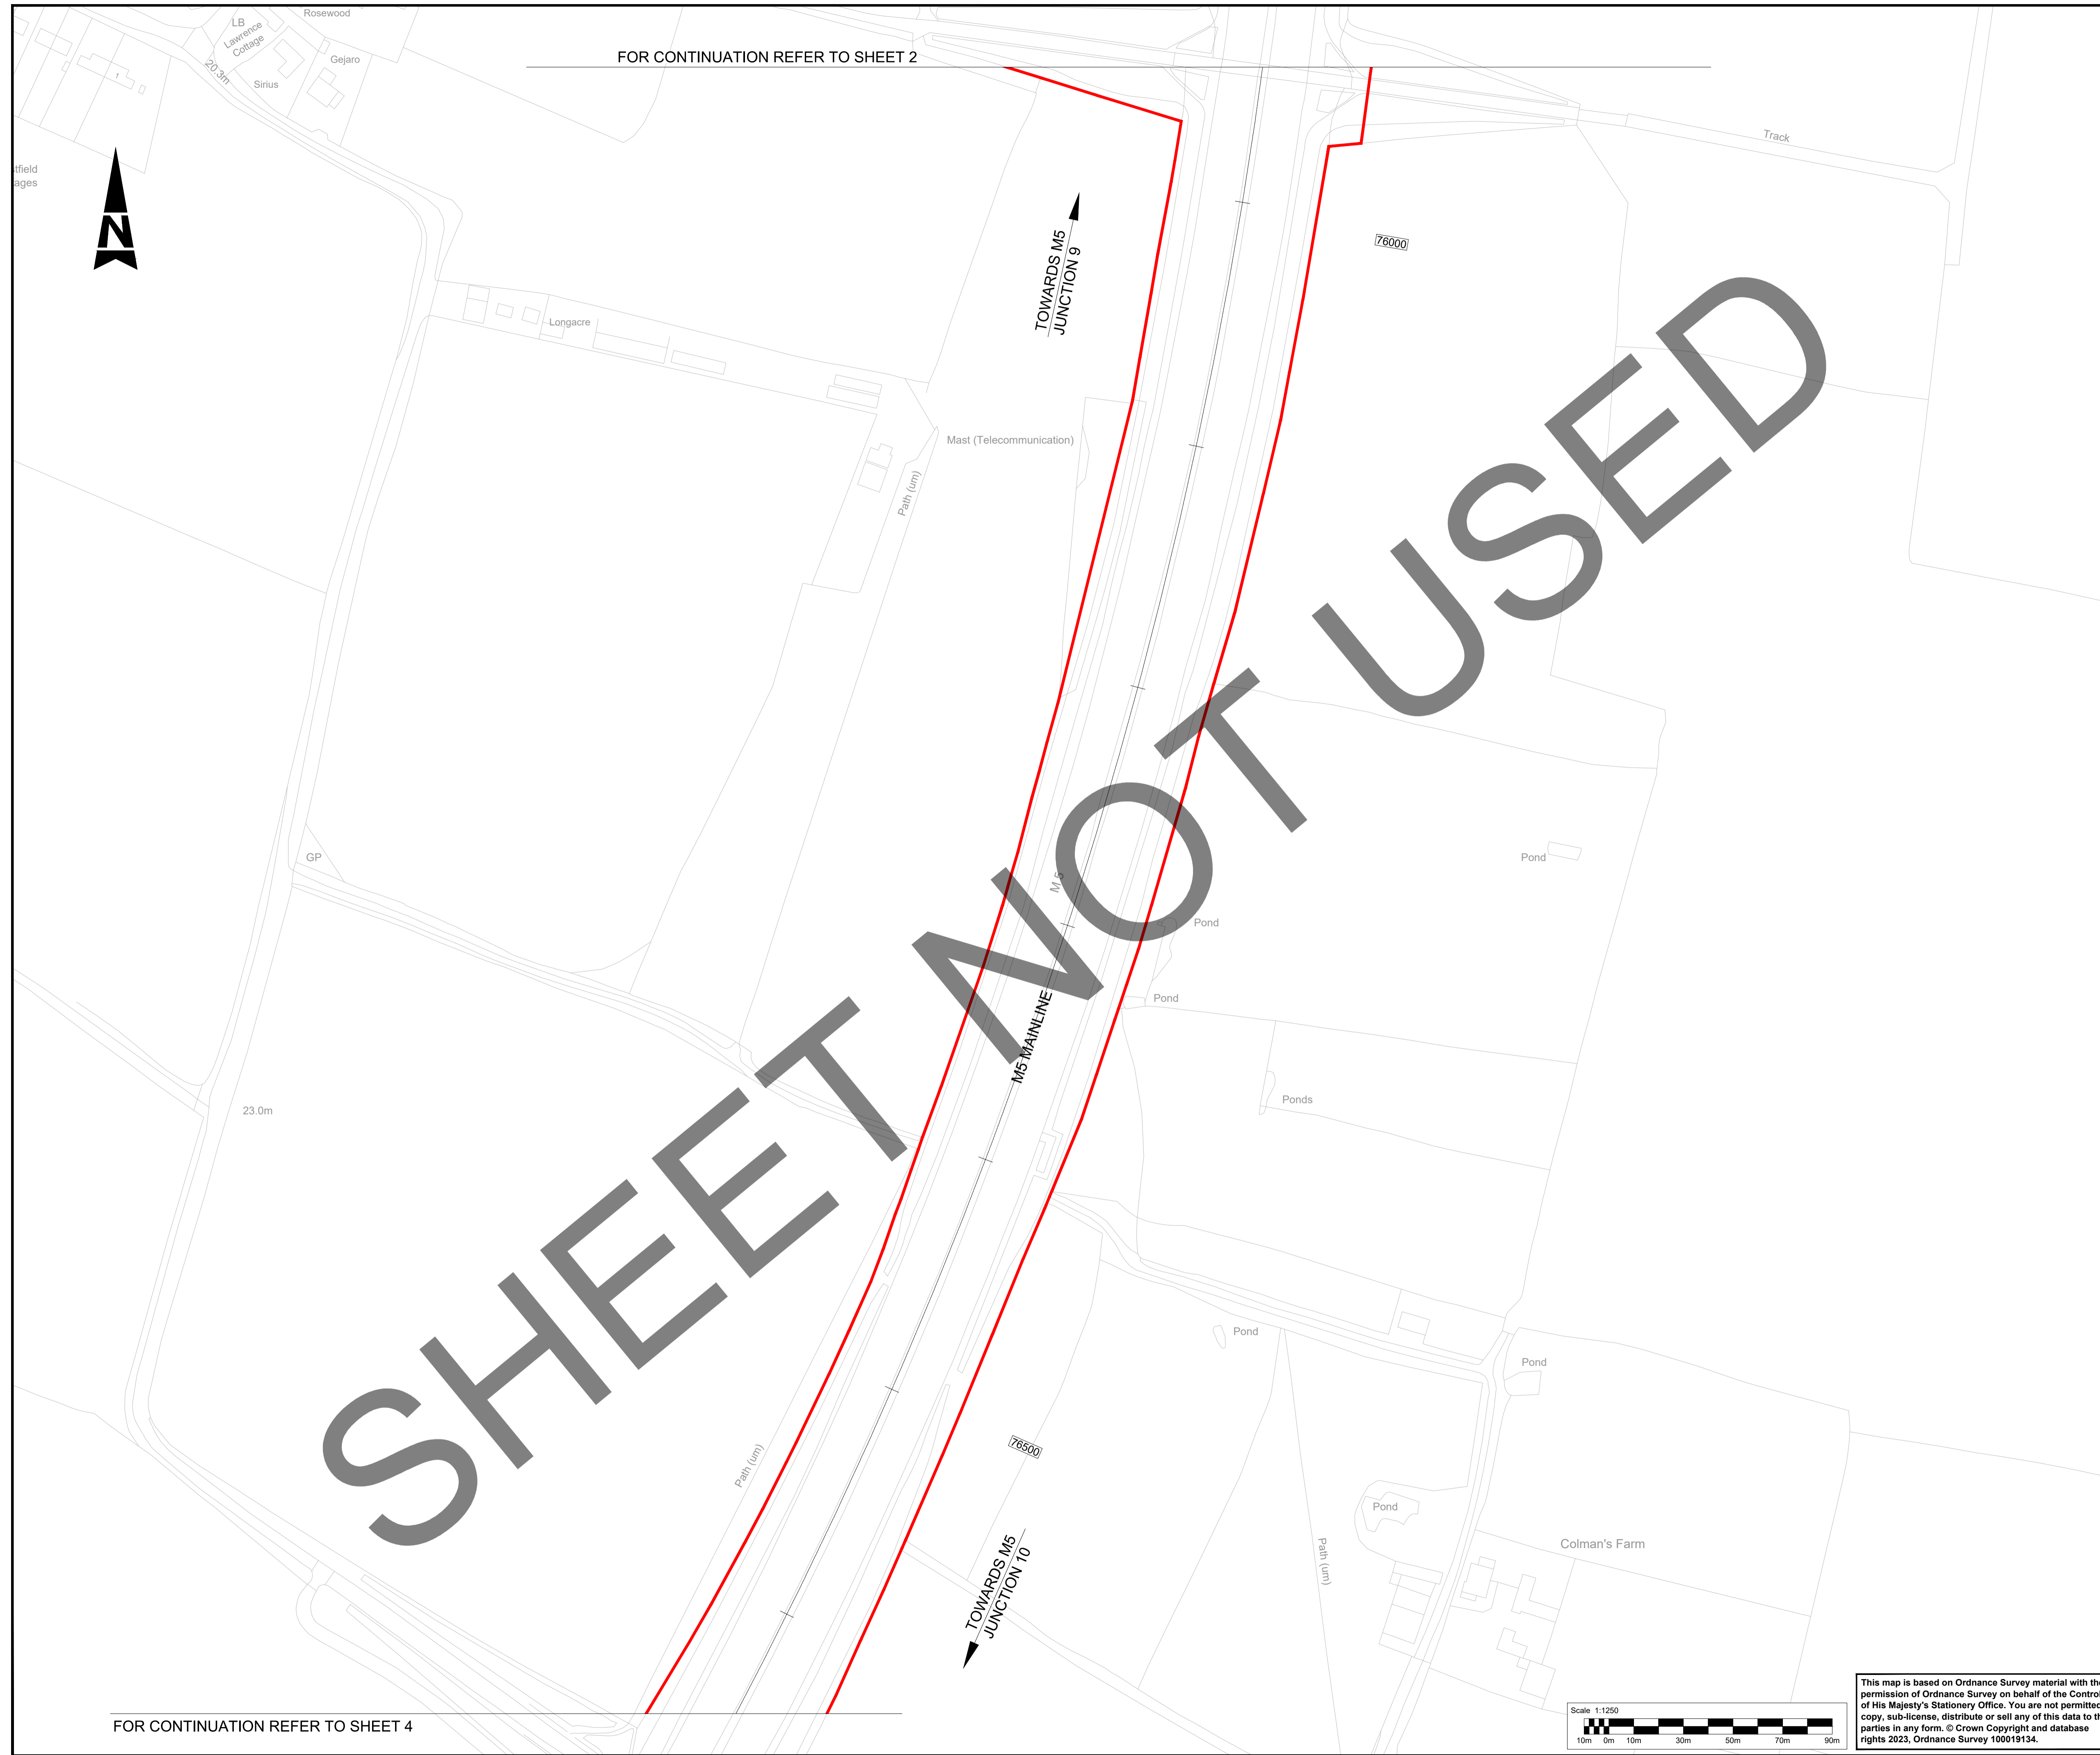 Rosewood
LB
Lawrence
Cottage
Gejaro
20.3m
Sirius
FOR CONTINUATION REFER TO SHEET 2
Track
tfield
ages
N
TOWARDS M5
JUNCTION 9
76000
Longacre
Mast (Telecommunication)
Path (um)
SHEET NOT USED
GP
Pond
M 5
Pond
Pond
M5 MAINLINE
Ponds
23.0m
Pond
Pond
76500
Path (um)
Pond
Colman's Farm
Path (um)
TOWARDS M5
JUNCTION 10
FOR CONTINUATION REFER TO SHEET 4
Scale 1:1250
10m 0m 10m 30m 50m 70m 90m
This map is based on Ordnance Survey material with the
permission of Ordnance Survey on behalf of the Control
of His Majesty's Stationery Office. You are not permitted
copy, sub-license, distribute or sell any of this data to th
parties in any form. © Crown Copyright and database
rights 2023, Ordnance Survey 100019134.